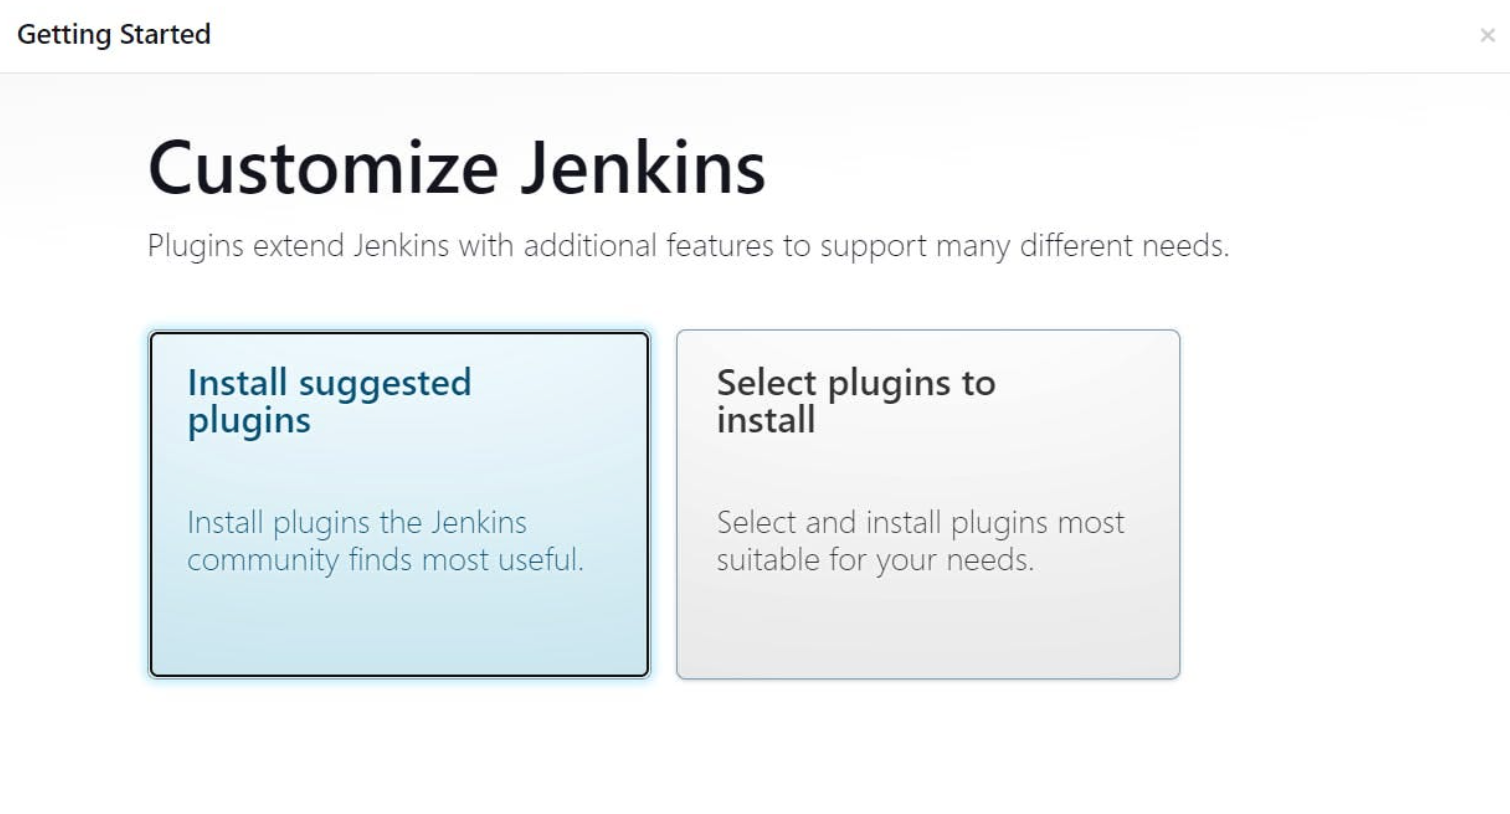 Getting Started
×
Customize Jenkins
Plugins extend Jenkins with additional features to support many different needs.
Install suggested
plugins
Install plugins the Jenkins
community finds most useful.
Select plugins to
install
Select and install plugins most
suitable for your needs.